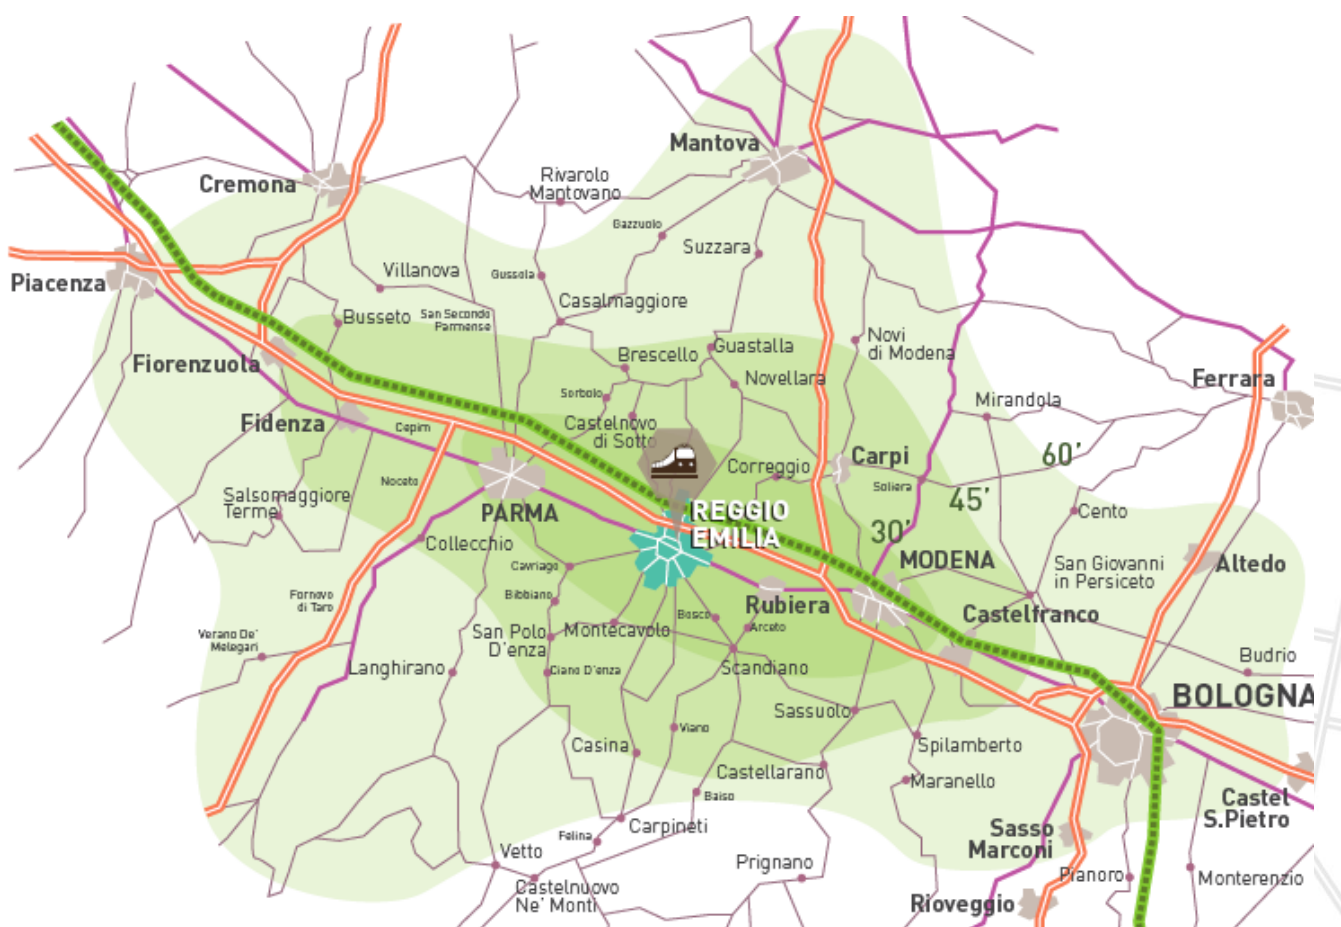 Mantova
Cremona
Rivarolo
Mantovano
Gazzuolo
Suzzara
Piacenza
Villanova
Gussola
Casalmaggiore
San Secondo
Parmense
Busseto
Novi
di Modena
Guastalla
Brescello
Fiorenzuola
Novellara
Ferrara
Sorbolo
Mirandola
Fidenza
Cepim
Castelnovo
di Sotto
60'
Carpi
Correggio
Noceto
Soliera
Salsomaggiore
Terme
45'
PARMA
REGGIO
EMILIA
Cento
30'
Collecchio
MODENA
San Giovanni
in Persiceto
Altedo
Cavriago
Bibbiano
Fornovo
di Taro
Rubiera
Castelfranco
Bosco
Arceto
Verano De'
Melegari
San Polo
D'enza
Montecavolo
Budrio
Langhirano
Ciano D'enza
Scandiano
BOLOGNA
Sassuolo
Viano
Casina
Spilamberto
Castellarano
Maranello
Baiso
Castel
S.Pietro
Carpineti
Felina
Sasso
Marconi
Vetto
Prignano
Pianoro
Monterenzio
Castelnuovo
Ne' Monti
Rioveggio